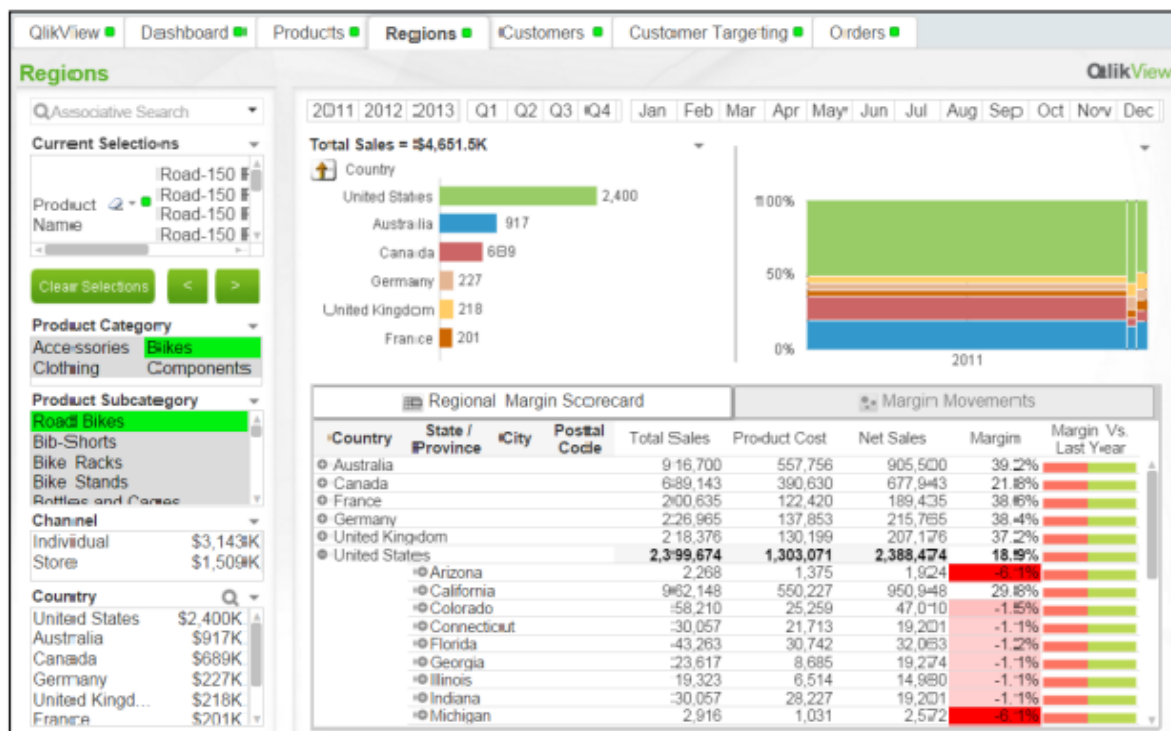 QlikView Dashboard Products Regions Customers Customer Targeting Orders
Regions
QlikView
Associative Search
2011 2012 2013 Q1 Q2 Q3 Q4 Jan Feb Mar Apr May Jun Jul Aug Sep Oct Nov Dec
Current Selections
Product Name
Road-150
Road-150
Road-150
Road-150
Clear Selections < >
Product Category
Accessories Bikes
Clothing Components
Product Subcategory
Road Bikes
Bib-Shorts
Bike Racks
Bike Stands
Bottles and Cages
Channel
Individual $3,143K
Store $1,509K
Country
United States $2,400K
Australia $917K
Canada $689K
Germany $227K
United Kingd... $218K
France $201K
Total Sales = $4,651.5K
Country
United States 2,400
Australia 917
Canada 689
Germany 227
United Kingdom 218
France 201
100%
50%
0%
2011
Regional Margin Scorecard Margin Movements
Country State / Province City Postal Code Total Sales Product Cost Net Sales Margin Margin Vs. Last Year
Australia 916,700 557,756 905,500 39.2%
Canada 689,143 390,630 677,943 21.8%
France 200,635 122,420 189,435 38.6%
Germany 226,965 137,853 215,765 38.4%
United Kingdom 218,376 130,199 207,176 37.2%
United States 2,399,674 1,303,071 2,388,474 18.9%
Arizona 2,268 1,375 1,924 -6.1%
California 962,148 550,227 950,948 29.8%
Colorado 58,210 25,259 47,010 -1.5%
Connecticut 30,057 21,713 19,201 -1.1%
Florida 43,263 30,742 32,063 -1.2%
Georgia 23,617 8,685 19,274 -1.1%
Illinois 19,323 6,514 14,980 -1.1%
Indiana 30,057 28,227 19,201 -1.1%
Michigan 2,916 1,031 2,572 -6.1%